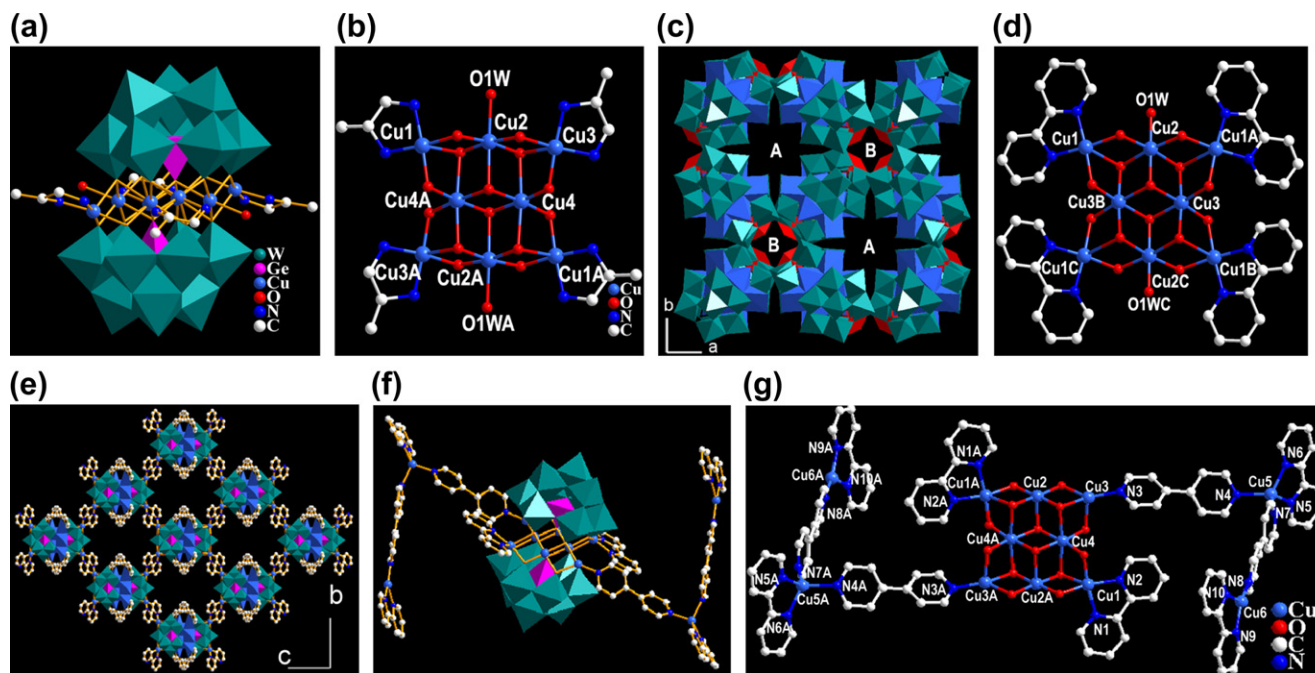 (a)
W
Ge
Cu
O
N
C
(b)
O1W
Cu2
Cu1
Cu3
Cu4A
Cu4
Cu3A
Cu2A
Cu1A
O1WA
Cu
O
N
C
(c)
A
B
B
A
b
a
(d)
O1W
Cu2
Cu1
Cu1A
Cu3B
Cu3
Cu1C
Cu2C
Cu1B
O1WC
(e)
b
c
(f)
(g)
N9A
Cu6A
N10A
N8A
N7A
N5A
Cu5A
N6A
N4A
N3A
N1A
Cu1A
N2A
Cu2
Cu3
N3
N4
Cu4A
Cu4
Cu3A
Cu2A
Cu1
N2
N1
N6
Cu5
N7
N5
N8
N10
Cu6
N9
Cu
O
C
N